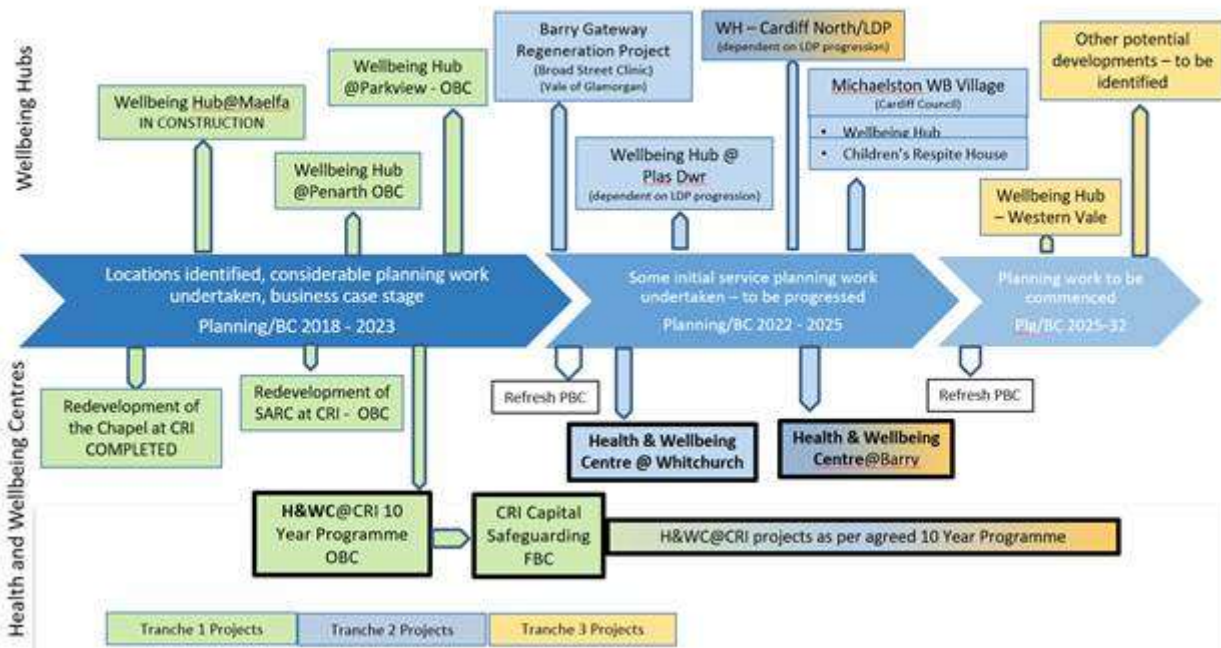 Wellbeing Hubs
Wellbeing Hub@Maelfa
IN CONSTRUCTION
Wellbeing Hub
@Parkview - OBC
Wellbeing Hub
@Penarth OBC
Barry Gateway
Regeneration Project
(Broad Street Clinic)
(Vale of Glamorgan)
Wellbeing Hub @
Plas Dwr
(dependent on LDP progression)
WH – Cardiff North/LDP
(dependent on LDP progression)
Michaelston WB Village
(Cardiff Council)
• Wellbeing Hub
• Children's Respite House
Other potential
developments – to be
identified
Wellbeing Hub
– Western Vale
Locations identified, considerable planning work
undertaken, business case stage
Planning/BC 2018 - 2023
Some initial service planning work
undertaken – to be progressed
Planning/BC 2022 - 2025
Planning work to be
commenced
Plg/BC 2025-32
Health and Wellbeing Centres
Redevelopment of
the Chapel at CRI
COMPLETED
Redevelopment of
SARC at CRI - OBC
Refresh PBC
Health & Wellbeing
Centre @ Whitchurch
Health & Wellbeing
Centre@Barry
Refresh PBC
H&WC@CRI 10
Year Programme
OBC
CRI Capital
Safeguarding
FBC
H&WC@CRI projects as per agreed 10 Year Programme
Tranche 1 Projects
Tranche 2 Projects
Tranche 3 Projects